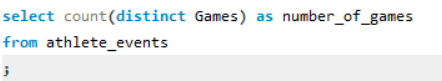 select count(distinct Games) as number_of_games
from athlete_events
;